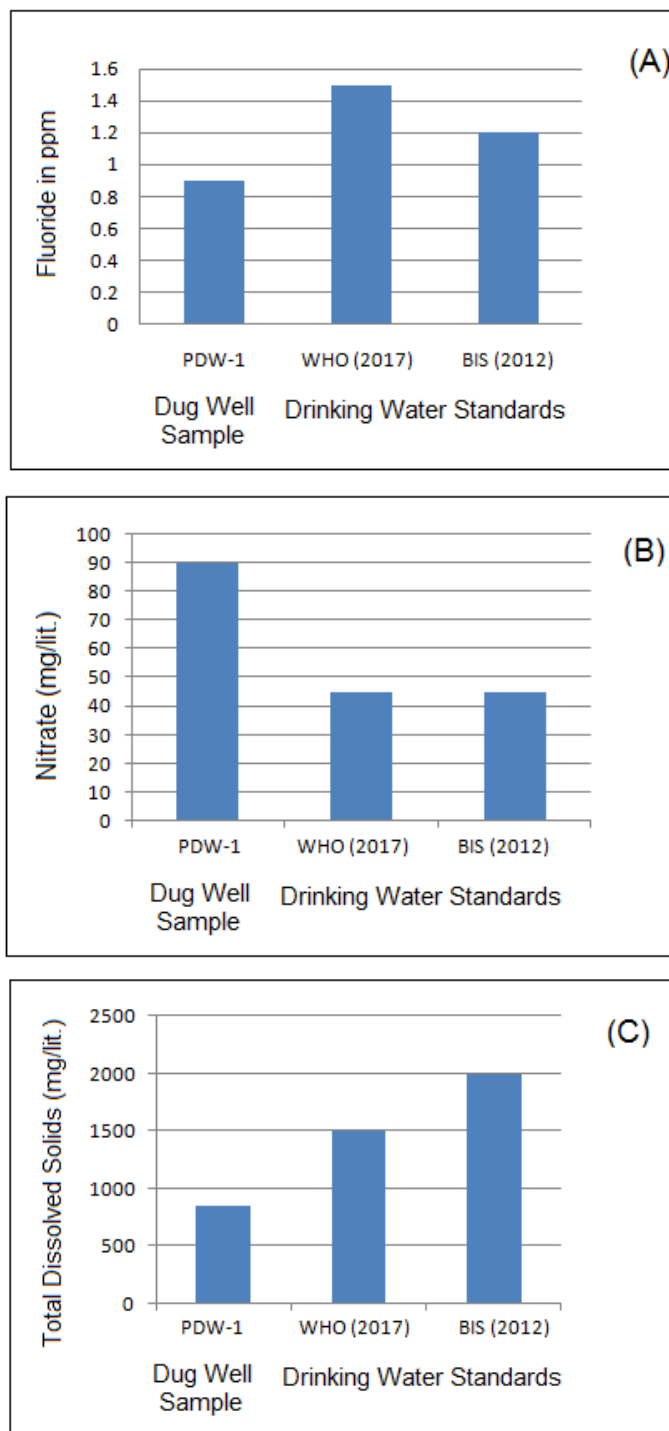 (A)
Fluoride in ppm
1.6
1.4
1.2
1
0.8
0.6
0.4
0.2
0
PDW-1 WHO (2017) BIS (2012)
Dug Well Drinking Water Standards
Sample
(B)
Nitrate (mg/lit.)
100
90
80
70
60
50
40
30
20
10
0
PDW-1 WHO (2017) BIS (2012)
Dug Well Drinking Water Standards
Sample
(C)
Total Dissolved Solids (mg/lit.)
2500
2000
1500
1000
500
0
PDW-1 WHO (2017) BIS (2012)
Dug Well Drinking Water Standards
Sample